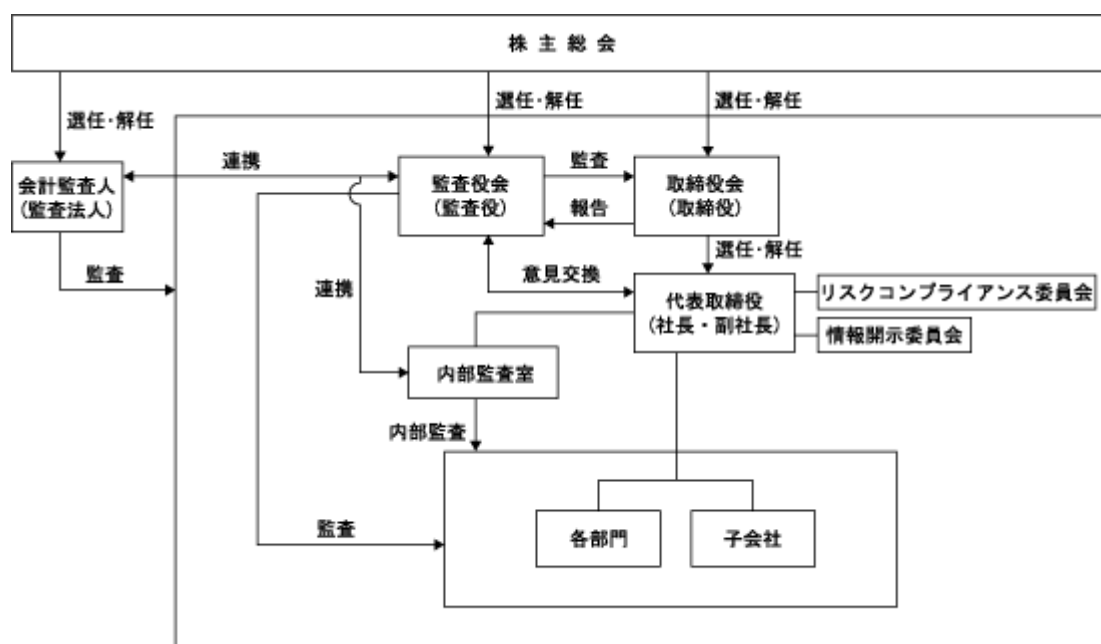 株主総会
選任・解任
選任・解任
選任・解任
連携
会計監査人
(監査法人)
監査役会
(監査役)
監査
報告
取締役会
(取締役)
選任・解任
監査
連携
意見交換
代表取締役
(社長・副社長)
リスクコンプライアンス委員会
情報開示委員会
内部監査室
内部監査
監査
各部門
子会社